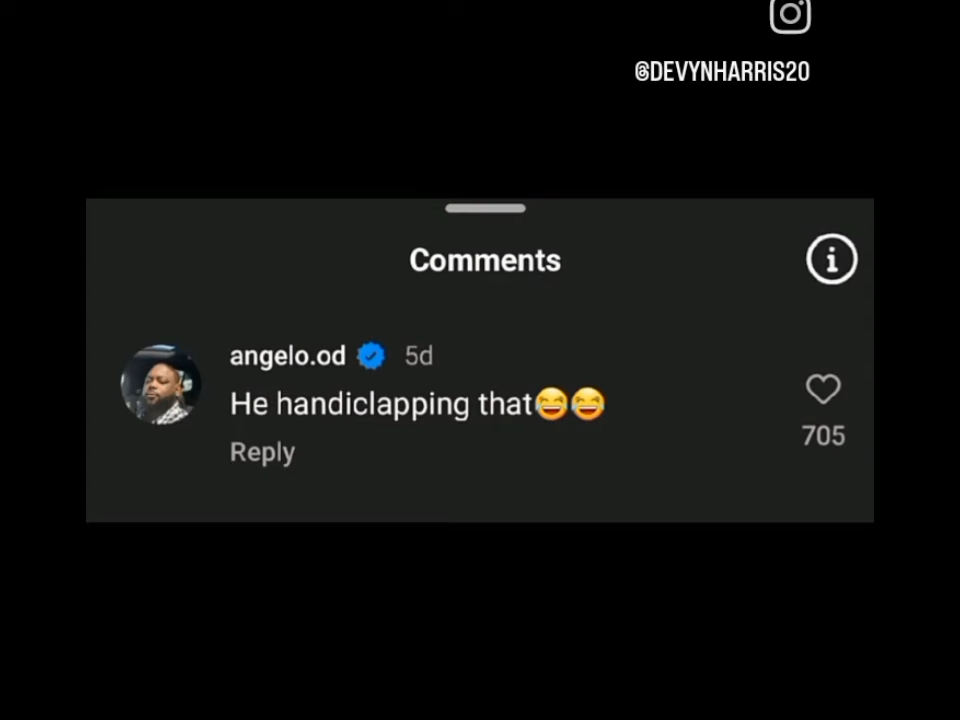 @DEVYNHARRIS20
Comments
angelo.od 5d
He handiclapping that😂😂
Reply
705